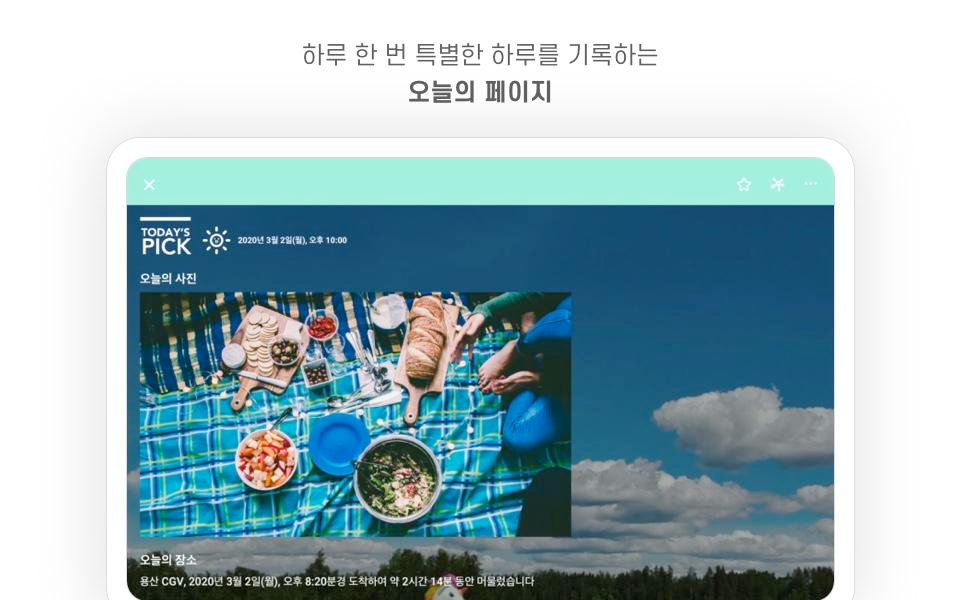 하루 한 번 특별한 하루를 기록하는
오늘의 페이지
TODAY'S
PICK
2020년 3월 2일(월), 오후 10:00
오늘의 사진
오늘의 장소
용산 CGV, 2020년 3월 2일(월), 오후 8:20분경 도착하여 약 2시간 14분 동안 머물렀습니다